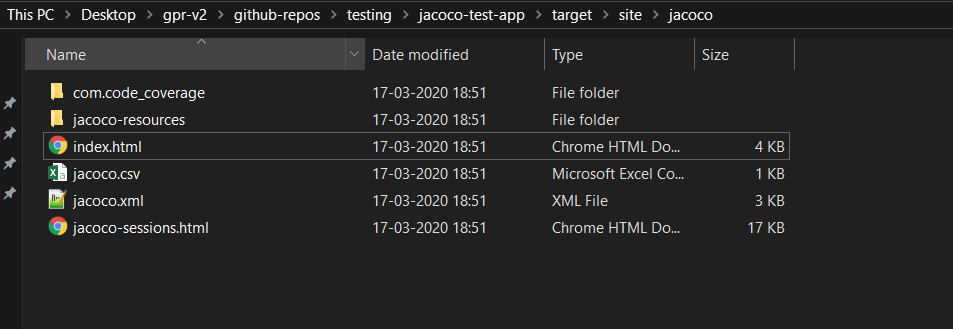 This PC > Desktop > gpr-v2 > github-repos > testing > jacoco-test-app > target > site > jacoco
Name Date modified Type Size
com.code_coverage 17-03-2020 18:51 File folder
jacoco-resources 17-03-2020 18:51 File folder
index.html 17-03-2020 18:51 Chrome HTML Do... 4 KB
jacoco.csv 17-03-2020 18:51 Microsoft Excel Co... 1 KB
jacoco.xml 17-03-2020 18:51 XML File 3 KB
jacoco-sessions.html 17-03-2020 18:51 Chrome HTML Do... 17 KB